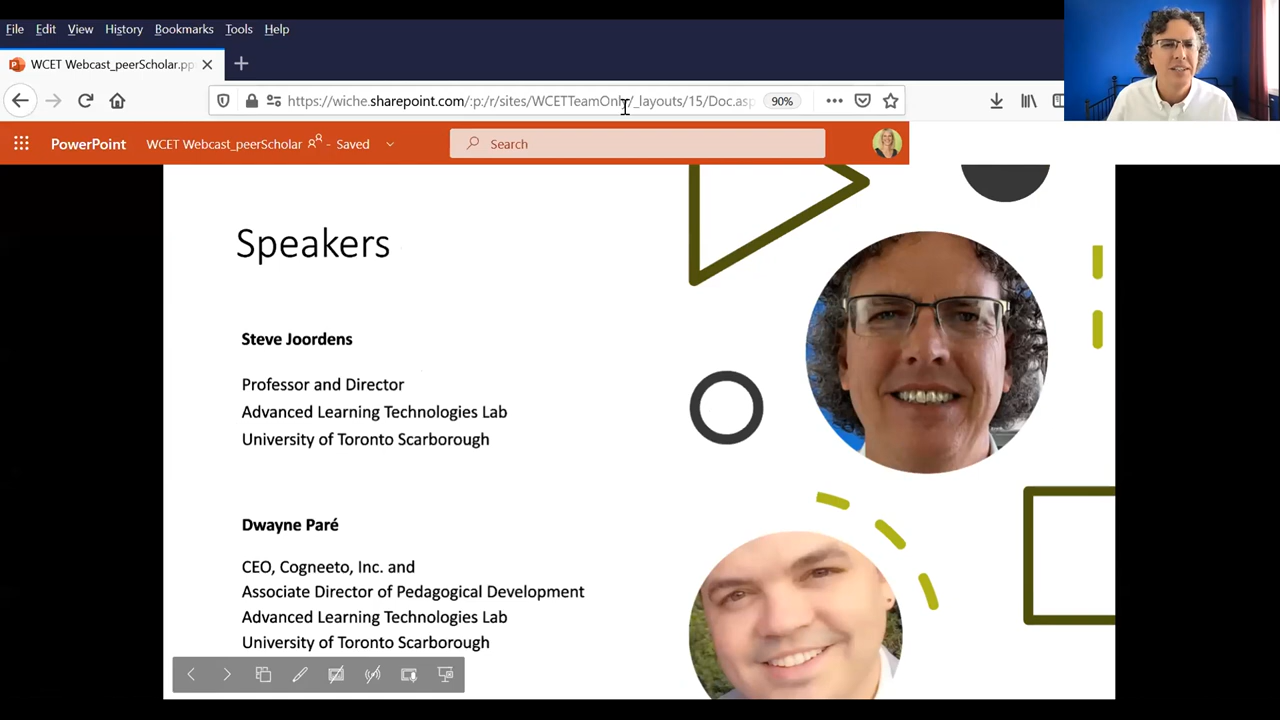 File Edit View History Bookmarks Tools Help
WCET Webcast_peerScholar.pp
https://wiche.sharepoint.com/:p:/r/sites/WCETTeamOnly/_layouts/15/Doc.asp 90%
PowerPoint WCET Webcast_peerScholar - Saved Search
Speakers
Steve Joordens
Professor and Director
Advanced Learning Technologies Lab
University of Toronto Scarborough
Dwayne Paré
CEO, Cogneeto, Inc. and
Associate Director of Pedagogical Development
Advanced Learning Technologies Lab
University of Toronto Scarborough